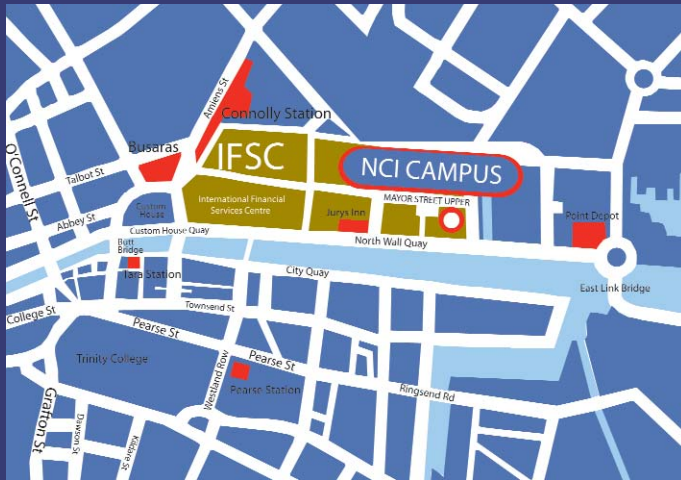 Amiens St
Connolly Station
O'Connell St
Busaras
IFSC
NCI CAMPUS
Talbot St
Abbey St
Custom
House
International Financial
Services Centre
MAYOR STREET UPPER
Jurys Inn
Point Depot
Custom House Quay
North Wall Quay
Butt
Bridge
Tara Station
City Quay
East Link Bridge
College St
Townsend St
Pearse St
Pearse St
Trinity College
Westland Row
Pearse Station
Ringsend Rd
Grafton St
Dawson St
Kildare St